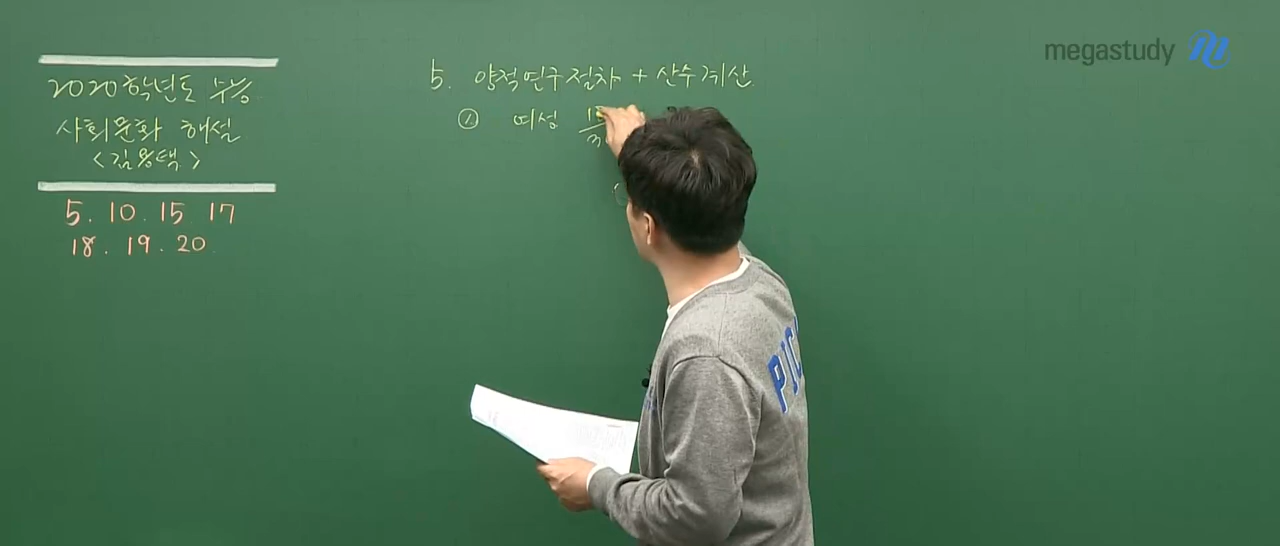 megastudy
2020학년도 수능
사회문화 해설
<김용택>
5. 10. 15 17
18. 19. 20.
5. 양적연구절차 + 산수계산
여성
PIC